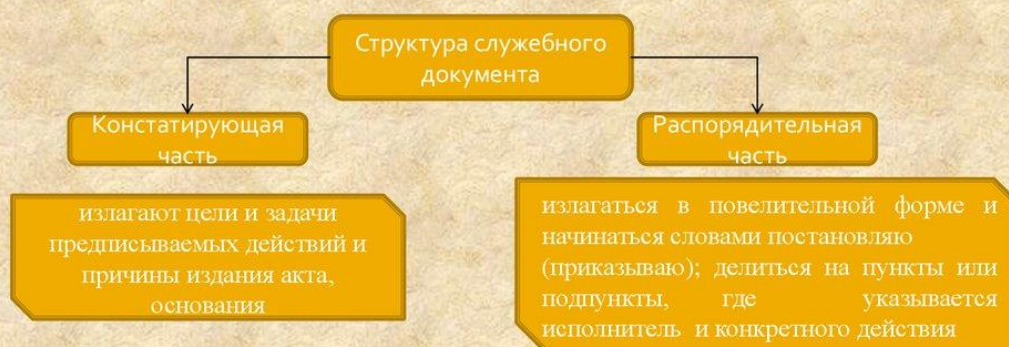 Структура служебного
документа
Констатирующая
часть
Распорядительная
часть
излагают цели и задачи
предписываемых действий и
причины издания акта,
основания
излагаться в повелительной форме и
начинаться словами постановляю
(приказываю); делиться на пункты или
подпункты, где указывается
исполнитель и конкретного действия